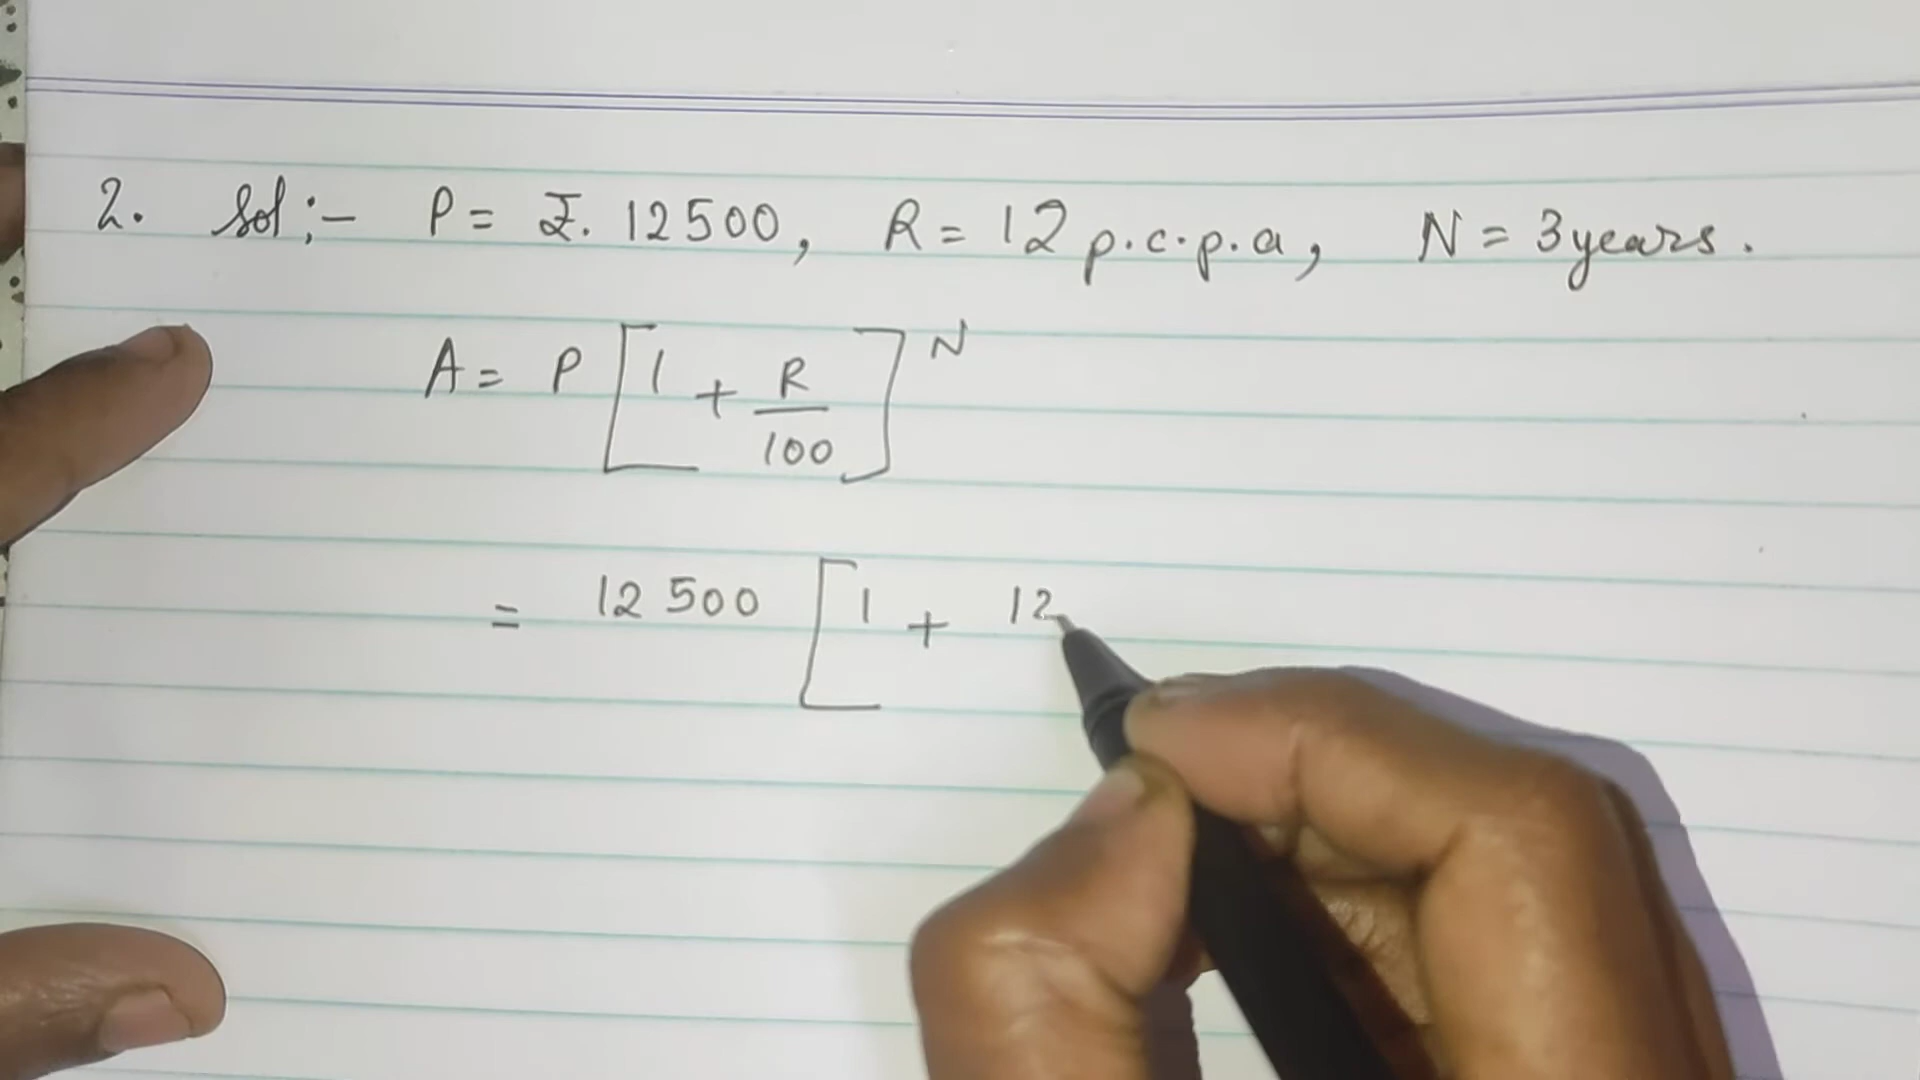 2. Sol;- P = ₹. 12500, R = 12 p.c.p.a, N = 3 years.
A = P [1 + R/100]^N
= 12500 [1 + 12